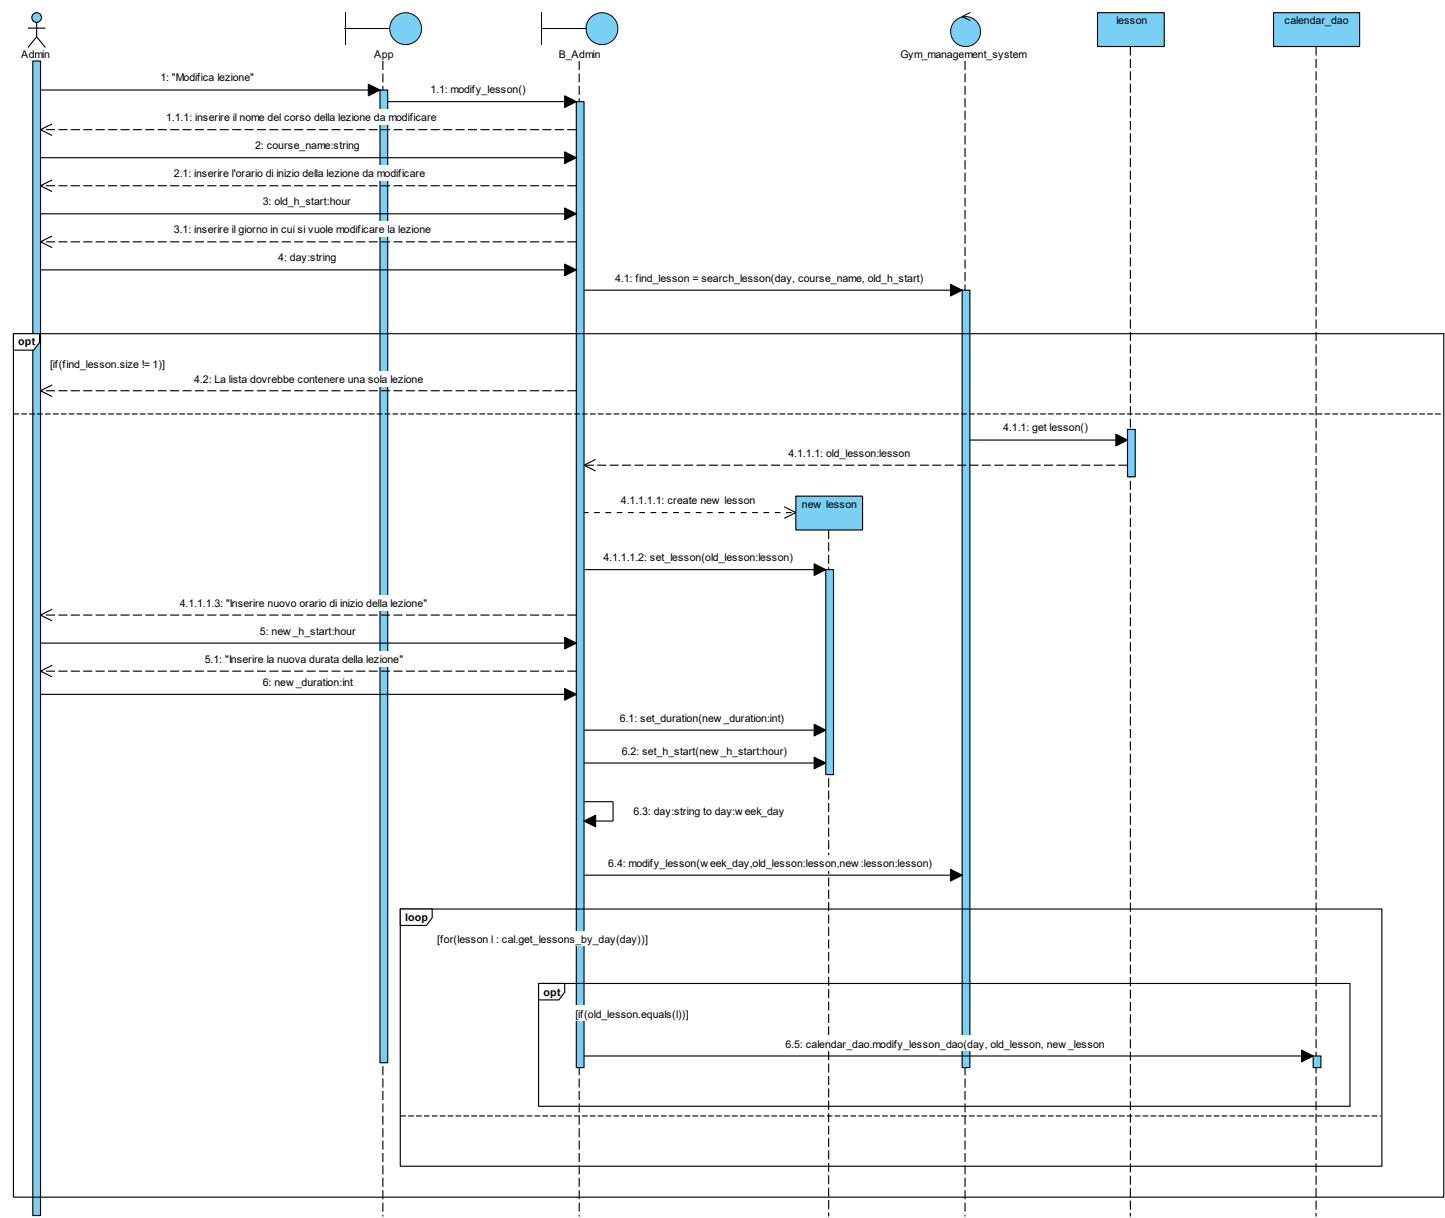 Admin
App
B_Admin
Gym_management_system
lesson
calendar_dao
1: "Modifica lezione"
1.1: modify_lesson()
1.1.1: inserire il nome del corso della lezione da modificare
2: course_name:string
2.1: inserire l'orario di inizio della lezione da modificare
3: old_h_start:hour
3.1: inserire il giorno in cui si vuole modificare la lezione
4: day:string
4.1: find_lesson = search_lesson(day, course_name, old_h_start)
opt
[if(find_lesson.size != 1)]
4.2: La lista dovrebbe contenere una sola lezione
4.1.1: get lesson()
4.1.1.1: old_lesson:lesson
4.1.1.1.1: create new lesson
new lesson
4.1.1.1.2: set_lesson(old_lesson:lesson)
4.1.1.1.3: "Inserire nuovo orario di inizio della lezione"
5: new_h_start:hour
5.1: "Inserire la nuova durata della lezione"
6: new_duration:int
6.1: set_duration(new_duration:int)
6.2: set_h_start(new_h_start:hour)
6.3: day:string to day:week_day
6.4: modify_lesson(week_day,old_lesson:lesson,new:lesson:lesson)
loop
[for(lesson l : cal.get_lessons_by_day(day))]
opt
[if(old_lesson.equals(l))]
6.5: calendar_dao.modify_lesson_dao(day, old_lesson, new_lesson